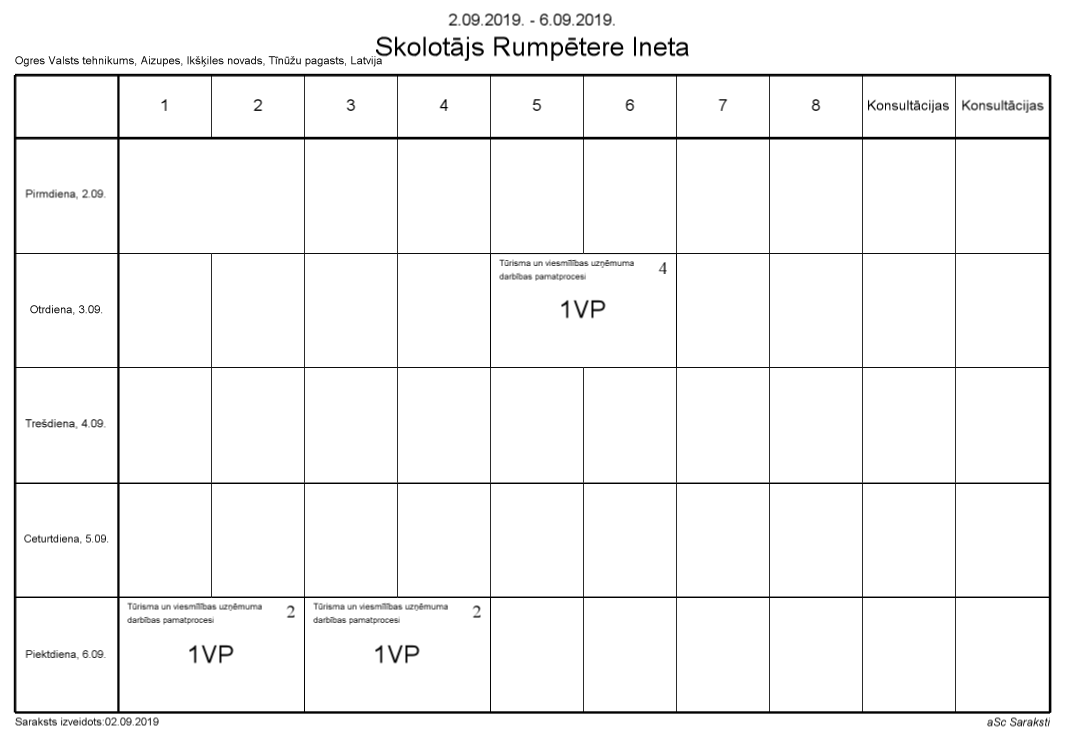 2.09.2019. - 6.09.2019.
Skolotājs Rumpētere Ineta
Ogres Valsts tehnikums, Aizupes, Ikšķiles novads, Tīnūžu pagasts, Latvija
1 2 3 4 5 6 7 8 Konsultācijas Konsultācijas
Pirmdiena, 2.09.
Tūrisma un viesmīlības uzņēmuma 4
darbības pamatprocesi
Otrdiena, 3.09. 1VP
Trešdiena, 4.09.
Ceturtdiena, 5.09.
Tūrisma un viesmīlības uzņēmuma 2 Tūrisma un viesmīlības uzņēmuma 2
darbības pamatprocesi darbības pamatprocesi
Piektdiena, 6.09. 1VP 1VP
Saraksts izveidots:02.09.2019 aSc Saraksti